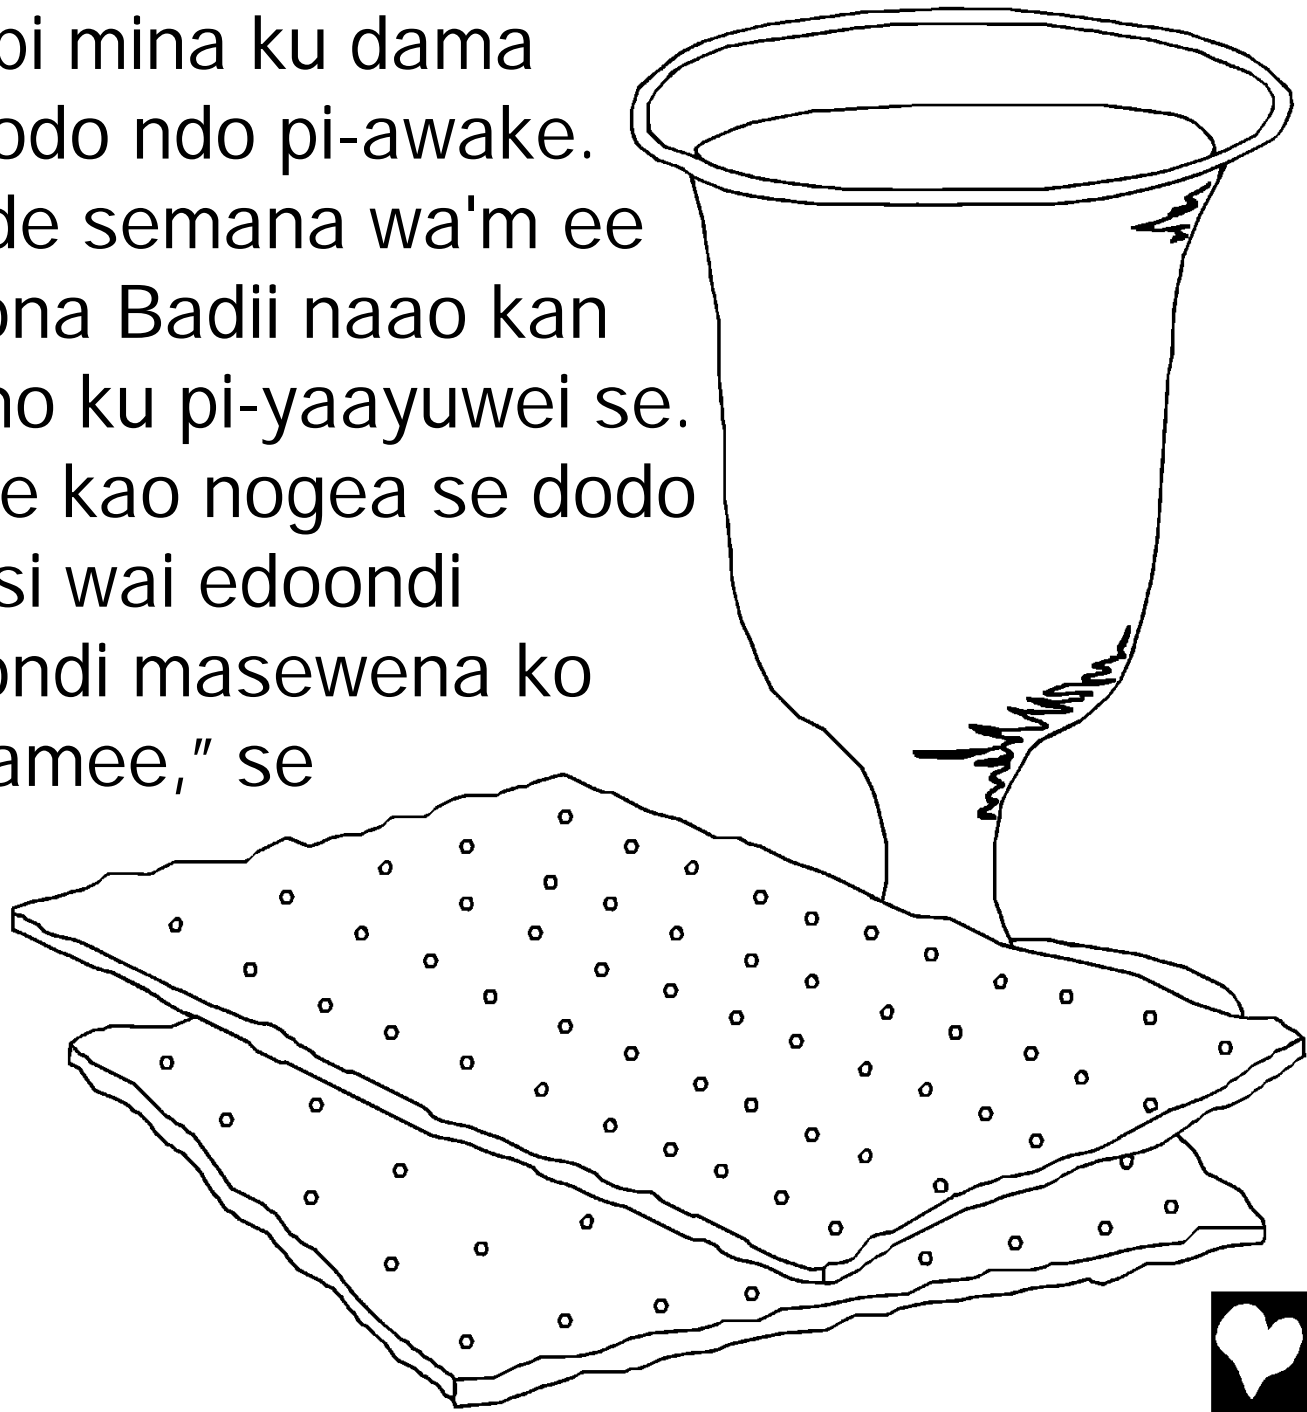 pi mina ku dama
odo ndo pi-awake.
de semana wa'm ee
ona Badii naao kan
no ku pi-yaayuwei se.
e kao nogea se dodo
si wai edoondi
ondi masewena ko
amee," se